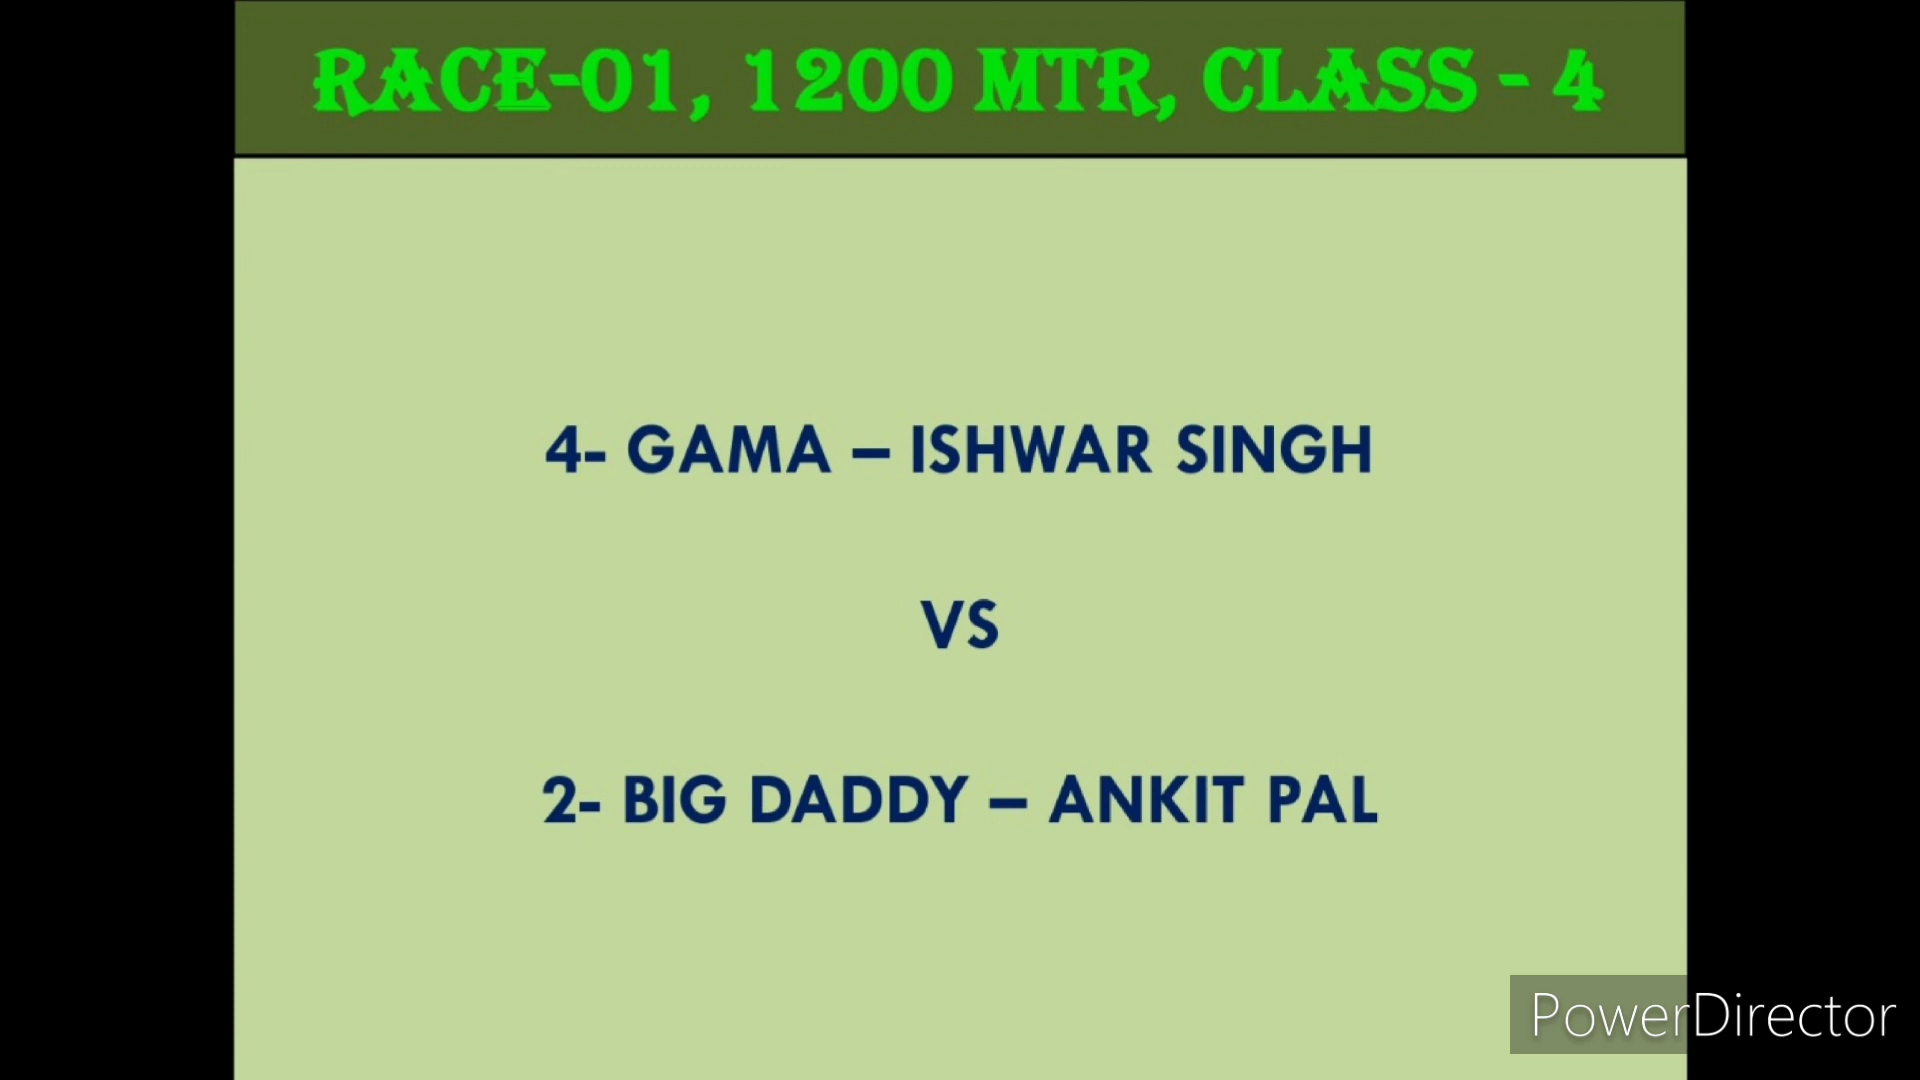 RACE-01, 1200 MTR, CLASS - 4
4- GAMA – ISHWAR SINGH
VS
2- BIG DADDY – ANKIT PAL
PowerDirector